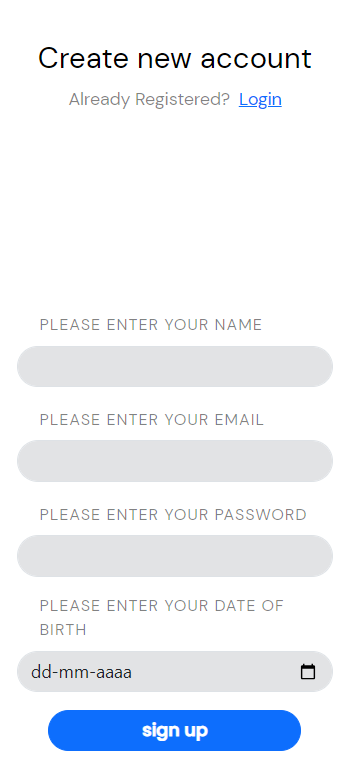 Create new account
Already Registered? Login
PLEASE ENTER YOUR NAME
PLEASE ENTER YOUR EMAIL
PLEASE ENTER YOUR PASSWORD
PLEASE ENTER YOUR DATE OF
BIRTH
dd-mm-aaaa
sign up